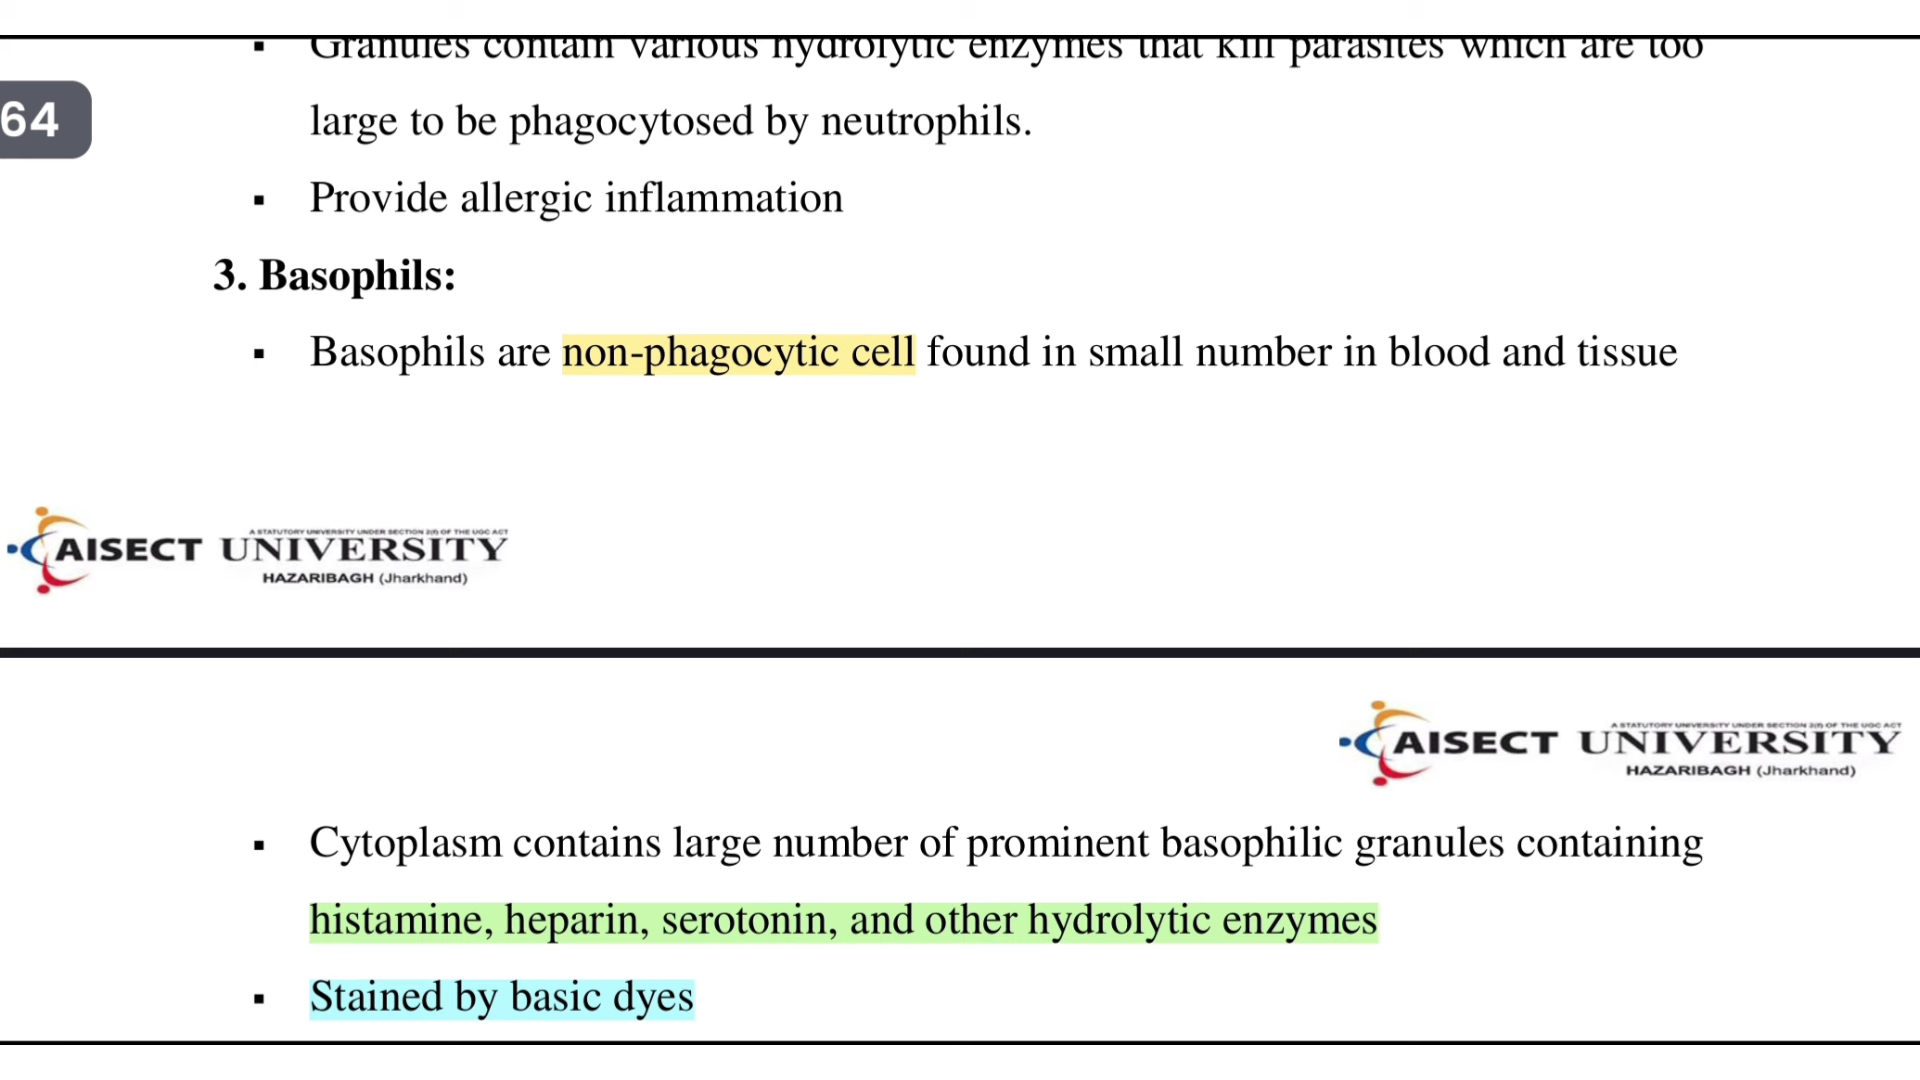 ▪ Granules contain various hydrolytic enzymes that kill parasites which are too
64
large to be phagocytosed by neutrophils.
▪ Provide allergic inflammation
3. Basophils:
▪ Basophils are non-phagocytic cell found in small number in blood and tissue
A STATUTORY UNIVERSITY UNDER SECTION 2(f) OF THE UGC ACT
AISECT UNIVERSITY
HAZARIBAGH (Jharkhand)
A STATUTORY UNIVERSITY UNDER SECTION 2(f) OF THE UGC ACT
AISECT UNIVERSITY
HAZARIBAGH (Jharkhand)
▪ Cytoplasm contains large number of prominent basophilic granules containing
histamine, heparin, serotonin, and other hydrolytic enzymes
▪ Stained by basic dyes